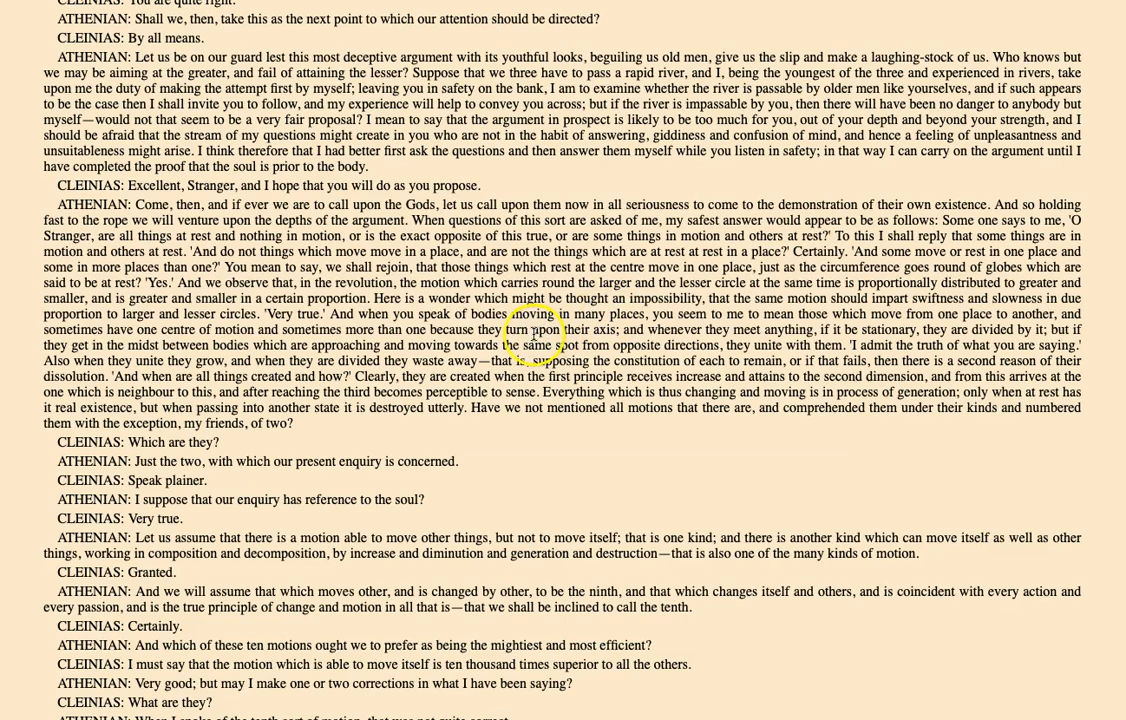 CLEINIAS: You are quite right.
ATHENIAN: Shall we, then, take this as the next point to which our attention should be directed?
CLEINIAS: By all means.
ATHENIAN: Let us be on our guard lest this most deceptive argument with its youthful looks, beguiling us old men, give us the slip and make a laughing-stock of us. Who knows but
we may be aiming at the greater, and fail of attaining the lesser? Suppose that we three have to pass a rapid river, and I, being the youngest of the three and experienced in rivers, take
upon me the duty of making the attempt first by myself; leaving you in safety on the bank, I am to examine whether the river is passable by older men like yourselves, and if such appears
to be the case then I shall invite you to follow, and my experience will help to convey you across; but if the river is impassable by you, then there will have been no danger to anybody but
myself—would not that seem to be a very fair proposal? I mean to say that the argument in prospect is likely to be too much for you, out of your depth and beyond your strength, and I
should be afraid that the stream of my questions might create in you who are not in the habit of answering, giddiness and confusion of mind, and hence a feeling of unpleasantness and
unsuitableness might arise. I think therefore that I had better first ask the questions and then answer them myself while you listen in safety; in that way I can carry on the argument until I
have completed the proof that the soul is prior to the body.
CLEINIAS: Excellent, Stranger, and I hope that you will do as you propose.
ATHENIAN: Come, then, and if ever we are to call upon the Gods, let us call upon them now in all seriousness to come to the demonstration of their own existence. And so holding
fast to the rope we will venture upon the depths of the argument. When questions of this sort are asked of me, my safest answer would appear to be as follows: Some one says to me, 'O
Stranger, are all things at rest and nothing in motion, or is the exact opposite of this true, or are some things in motion and others at rest?' To this I shall reply that some things are in
motion and others at rest. 'And do not things which move move in a place, and are not the things which are at rest at rest in a place?' Certainly. 'And some move or rest in one place and
some in more places than one?' You mean to say, we shall rejoin, that those things which rest at the centre move in one place, just as the circumference goes round of globes which are
said to be at rest? 'Yes.' And we observe that, in the revolution, the motion which carries round the larger and the lesser circle at the same time is proportionally distributed to greater and
smaller, and is greater and smaller in a certain proportion. Here is a wonder which might be thought an impossibility, that the same motion should impart swiftness and slowness in due
proportion to larger and lesser circles. 'Very true.' And when you speak of bodies moving in many places, you seem to me to mean those which move from one place to another, and
sometimes have one centre of motion and sometimes more than one because they turn upon their axis; and whenever they meet anything, if it be stationary, they are divided by it; but if
they get in the midst between bodies which are approaching and moving towards the same spot from opposite directions, they unite with them. 'I admit the truth of what you are saying.'
Also when they unite they grow, and when they are divided they waste away—that is, supposing the constitution of each to remain, or if that fails, then there is a second reason of their
dissolution. 'And when are all things created and how?' Clearly, they are created when the first principle receives increase and attains to the second dimension, and from this arrives at the
one which is neighbour to this, and after reaching the third becomes perceptible to sense. Everything which is thus changing and moving is in process of generation; only when at rest has
it real existence, but when passing into another state it is destroyed utterly. Have we not mentioned all motions that there are, and comprehended them under their kinds and numbered
them with the exception, my friends, of two?
CLEINIAS: Which are they?
ATHENIAN: Just the two, with which our present enquiry is concerned.
CLEINIAS: Speak plainer.
ATHENIAN: I suppose that our enquiry has reference to the soul?
CLEINIAS: Very true.
ATHENIAN: Let us assume that there is a motion able to move other things, but not to move itself; that is one kind; and there is another kind which can move itself as well as other
things, working in composition and decomposition, by increase and diminution and generation and destruction—that is also one of the many kinds of motion.
CLEINIAS: Granted.
ATHENIAN: And we will assume that which moves other, and is changed by other, to be the ninth, and that which changes itself and others, and is coincident with every action and
every passion, and is the true principle of change and motion in all that is—that we shall be inclined to call the tenth.
CLEINIAS: Certainly.
ATHENIAN: And which of these ten motions ought we to prefer as being the mightiest and most efficient?
CLEINIAS: I must say that the motion which is able to move itself is ten thousand times superior to all the others.
ATHENIAN: Very good; but may I make one or two corrections in what I have been saying?
CLEINIAS: What are they?
ATHENIAN: When I spoke of the tenth sort of motion, that was not quite correct.